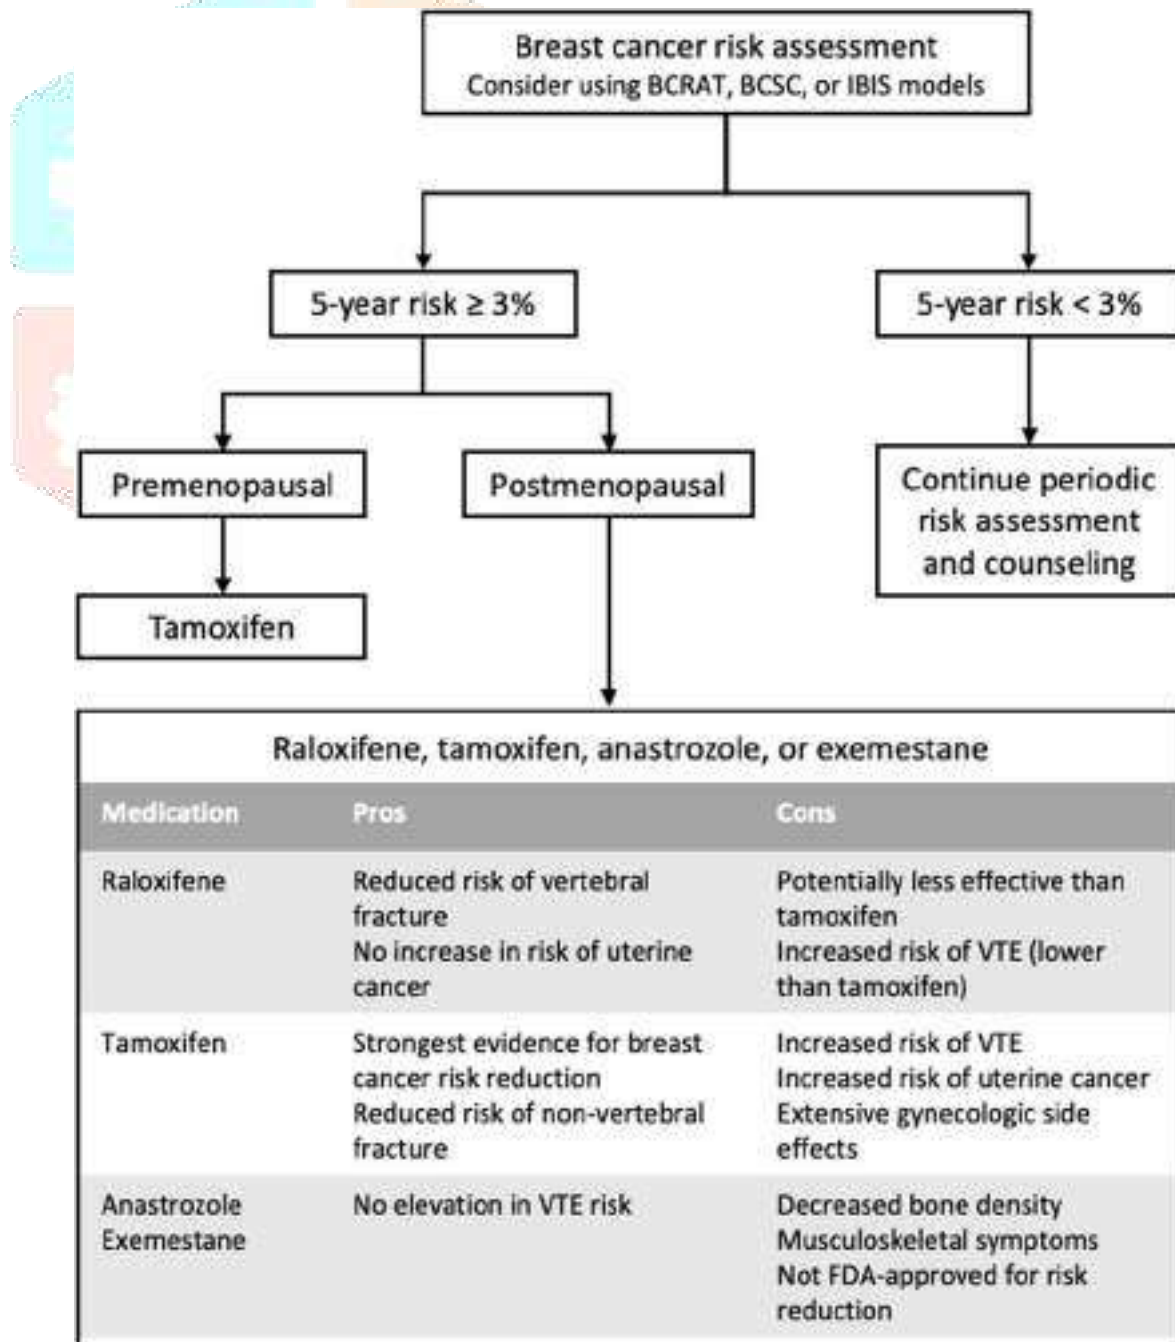 Breast cancer risk assessment
Consider using BCRAT, BCSC, or IBIS models
5-year risk ≥ 3%
5-year risk < 3%
Premenopausal
Postmenopausal
Continue periodic
risk assessment
and counseling
Tamoxifen
Raloxifene, tamoxifen, anastrozole, or exemestane
Medication Pros Cons
Raloxifene Reduced risk of vertebral Potentially less effective than
fracture tamoxifen
No increase in risk of uterine Increased risk of VTE (lower
cancer than tamoxifen)
Tamoxifen Strongest evidence for breast Increased risk of VTE
cancer risk reduction Increased risk of uterine cancer
Reduced risk of non-vertebral Extensive gynecologic side
fracture effects
Anastrozole No elevation in VTE risk Decreased bone density
Exemestane Musculoskeletal symptoms
Not FDA-approved for risk
reduction